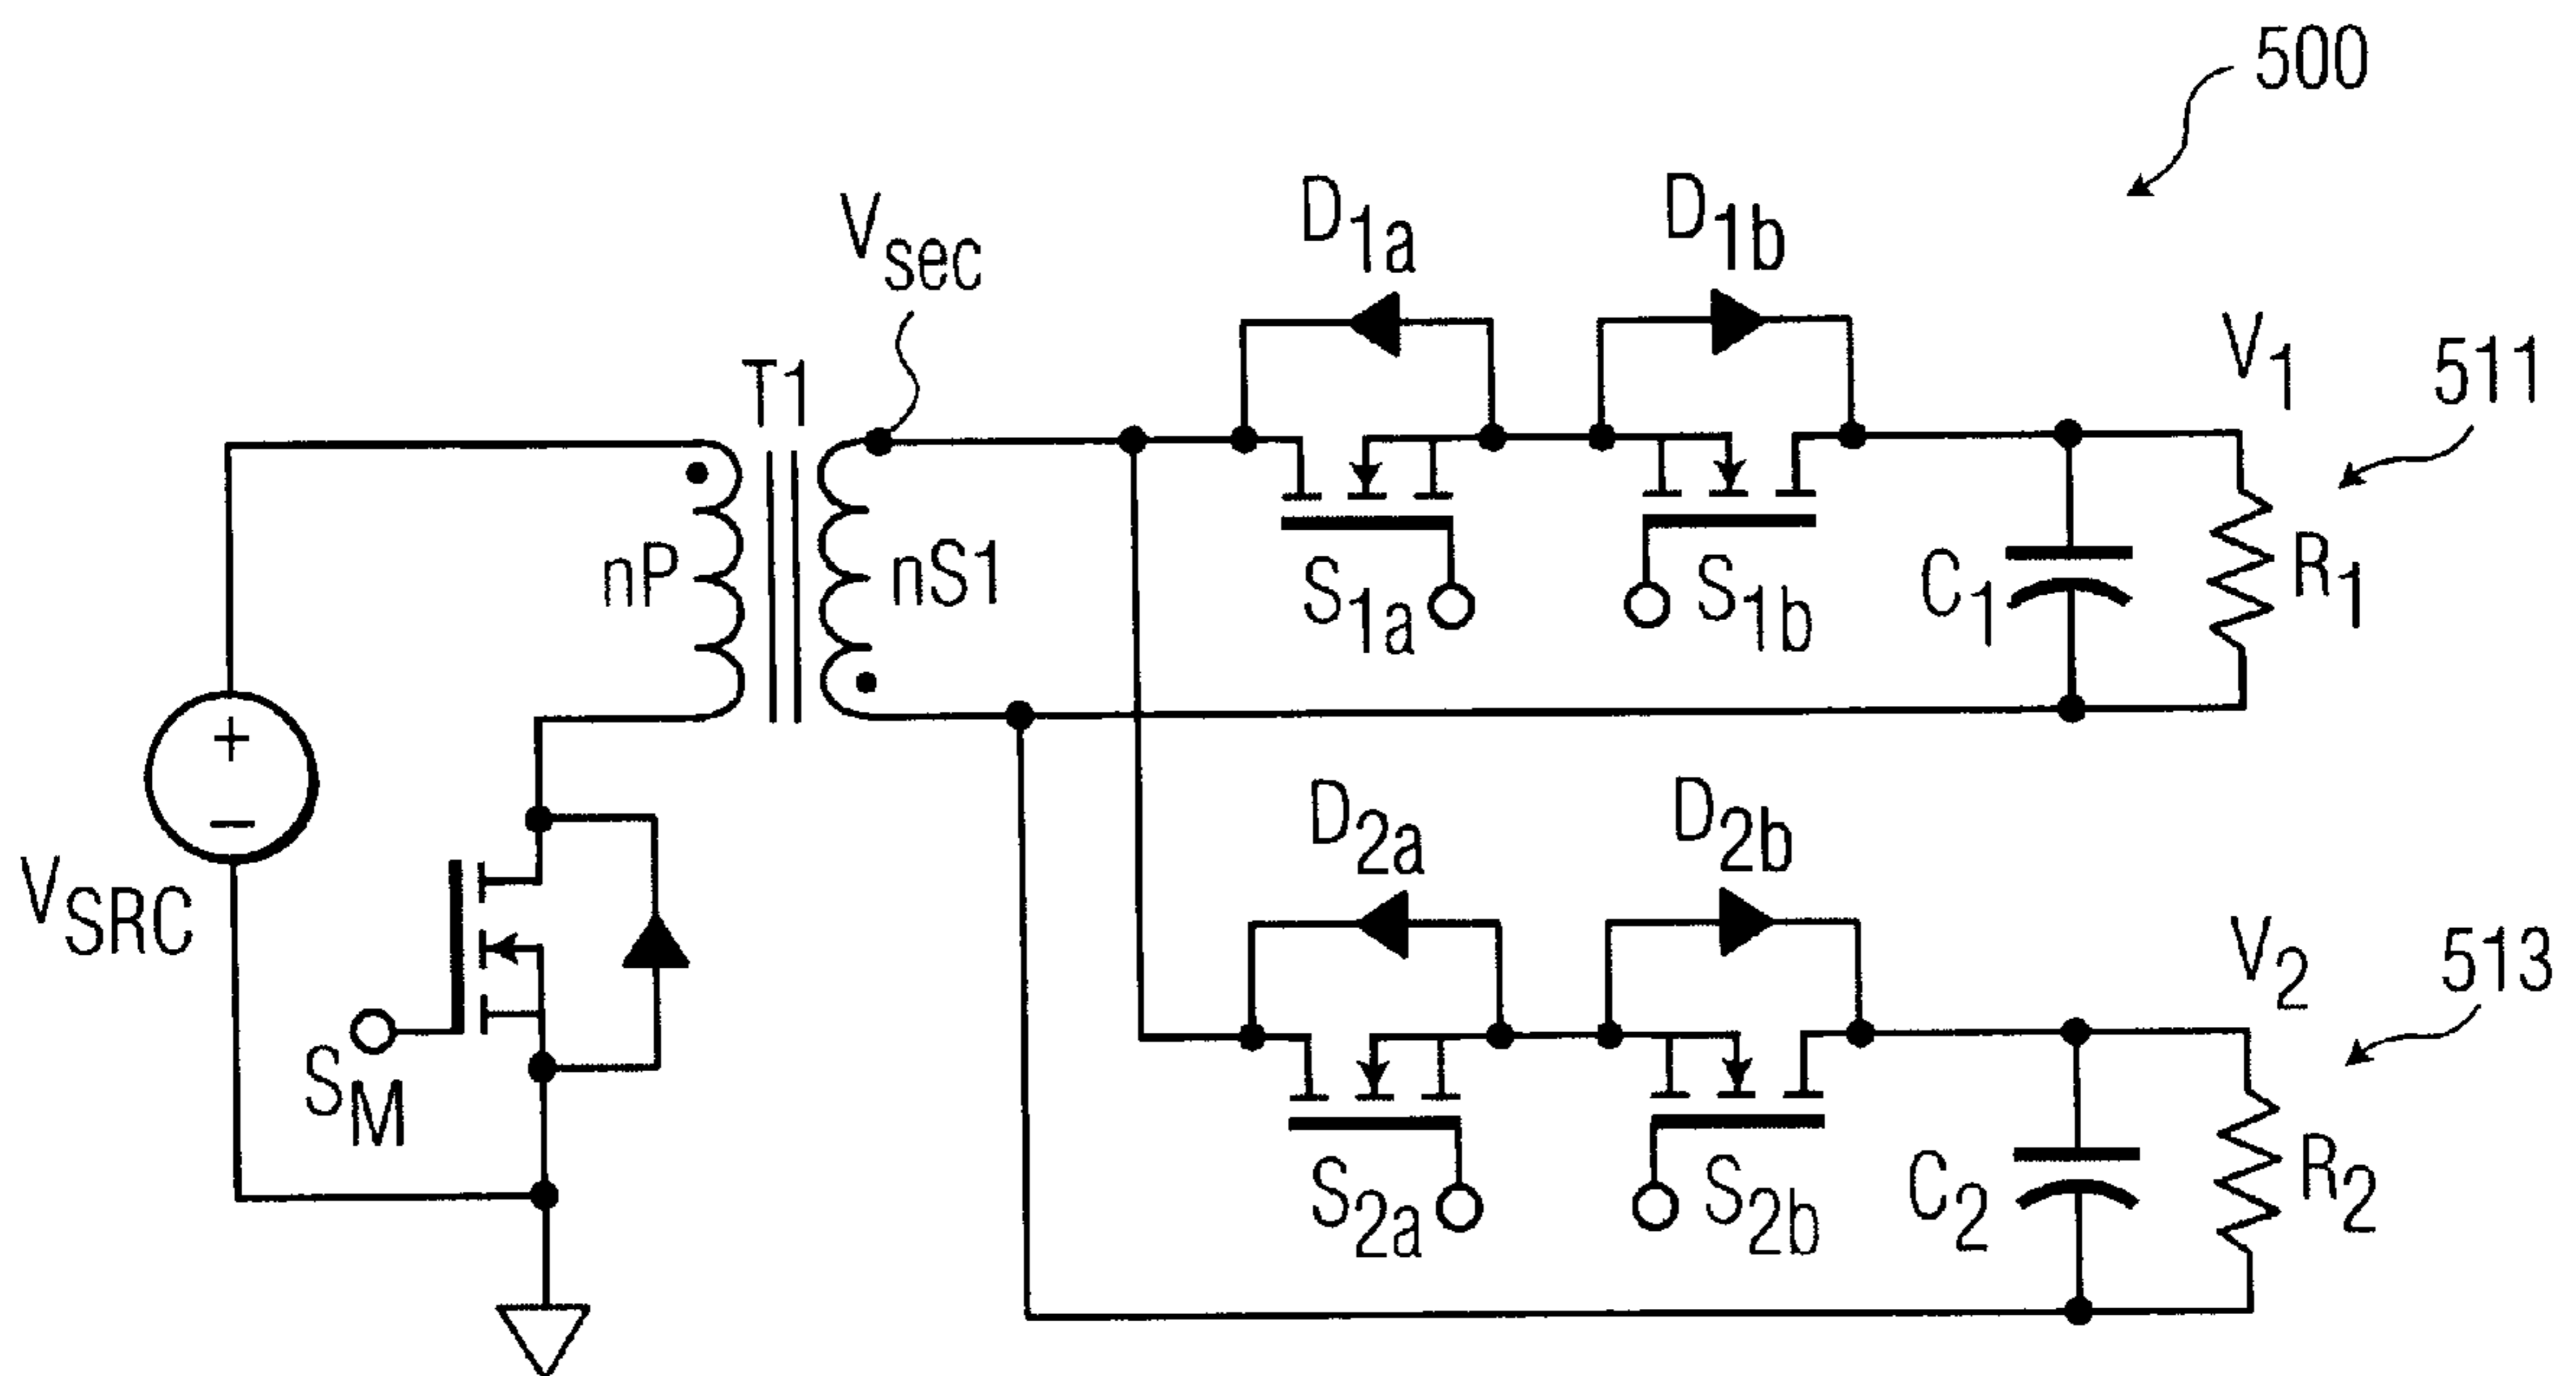 500
Vsec
D1a
D1b
V1
511
T1
nP
nS1
S1a
S1b
C1
R1
+
−
VSRC
SM
D2a
D2b
V2
513
S2a
S2b
C2
R2